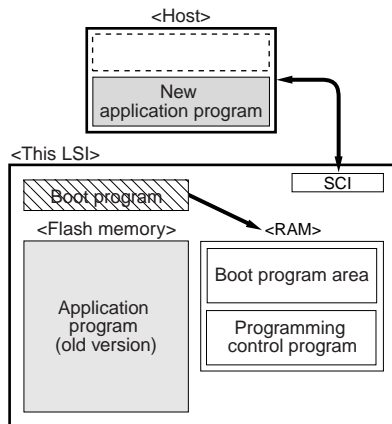 <Host>
New
application program
<This LSI>
SCI
Boot program
<Flash memory>
<RAM>
Application
program
(old version)
Boot program area
Programming
control program